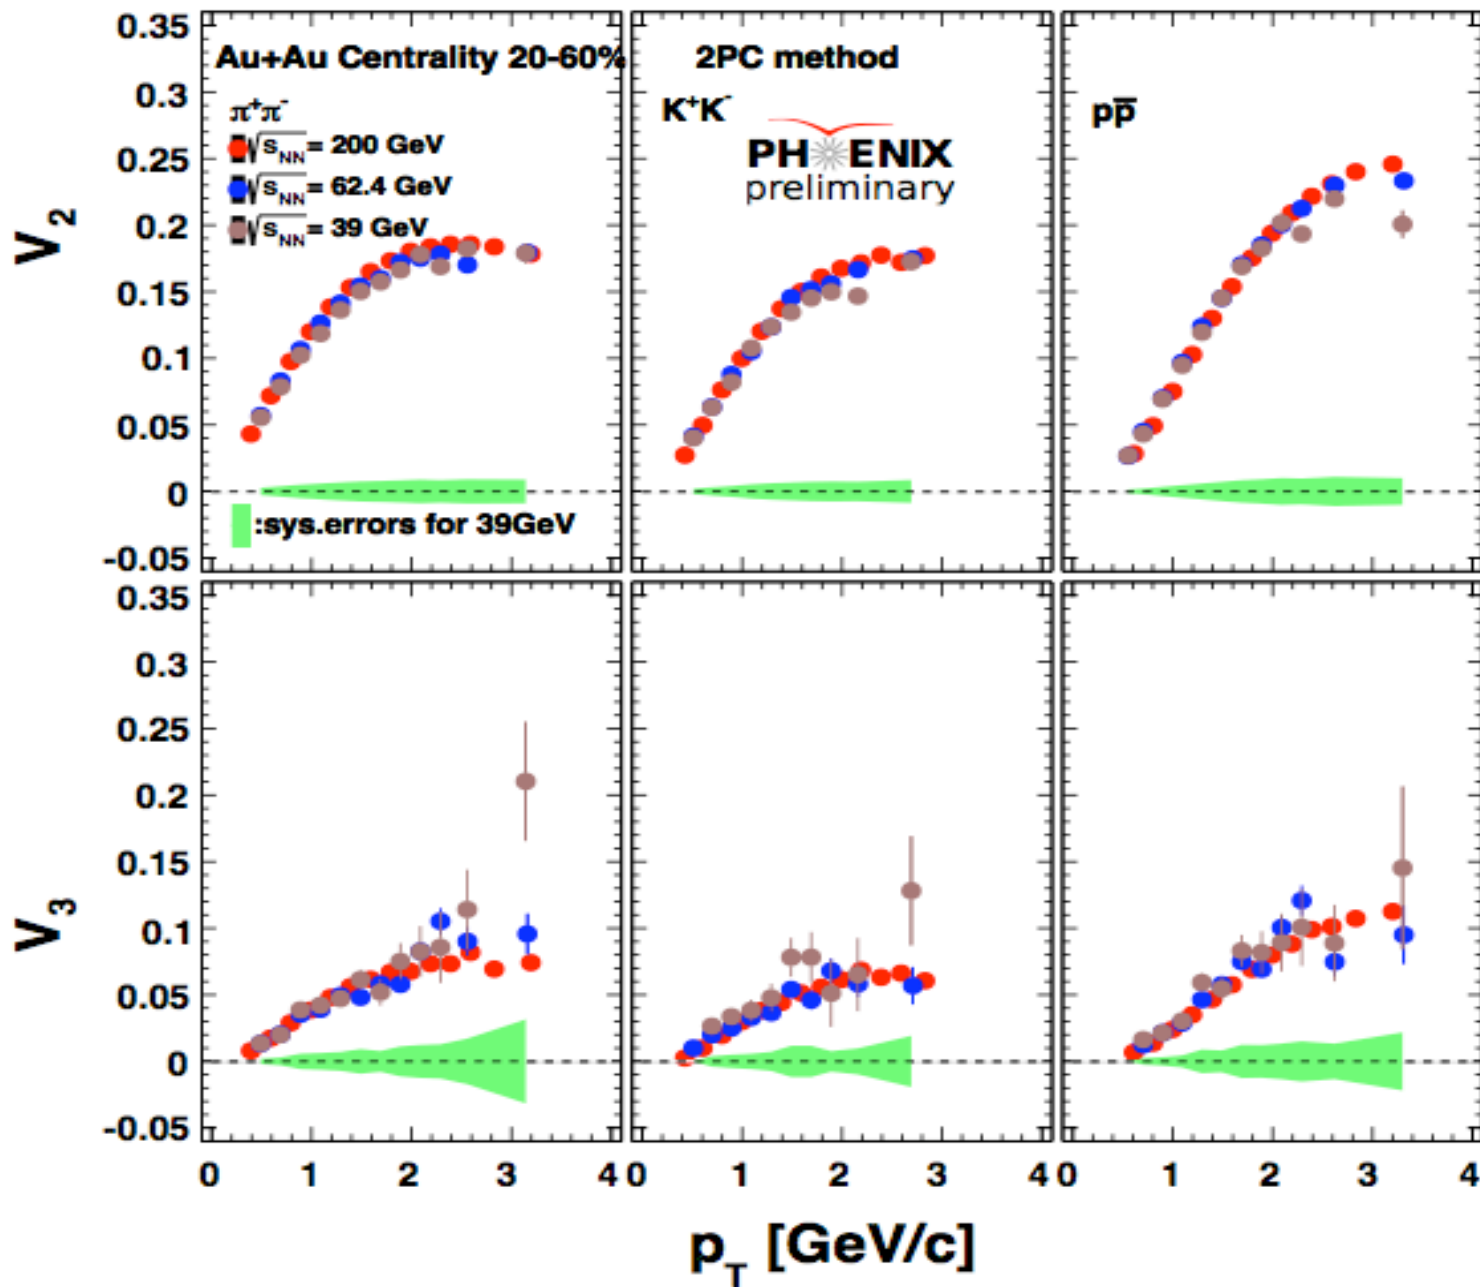 Au+Au Centrality 20-60%
π⁺π⁻
√s_NN = 200 GeV
√s_NN = 62.4 GeV
√s_NN = 39 GeV
:sys.errors for 39GeV
2PC method
K⁺K⁻
PHENIX
preliminary
pp̅
V₂
0.35
0.3
0.25
0.2
0.15
0.1
0.05
0
-0.05
V₃
0.35
0.3
0.25
0.2
0.15
0.1
0.05
0
-0.05
0 1 2 3 4
0 1 2 3 4
0 1 2 3 4
p_T [GeV/c]